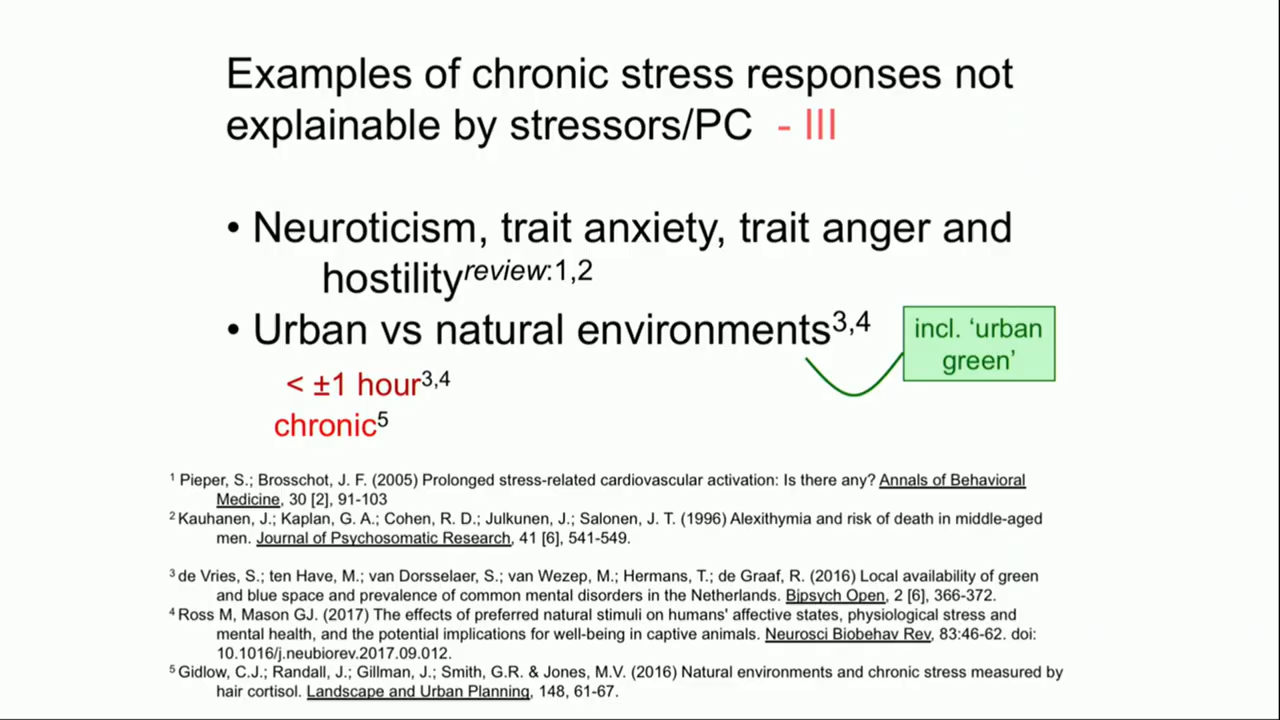 Examples of chronic stress responses not
explainable by stressors/PC - III
• Neuroticism, trait anxiety, trait anger and
hostility review:1,2
• Urban vs natural environments3,4
incl. ‘urban
green’
< ±1 hour3,4
chronic5
1 Pieper, S.; Brosschot, J. F. (2005) Prolonged stress-related cardiovascular activation: Is there any? Annals of Behavioral
Medicine, 30 [2], 91-103
2 Kauhanen, J.; Kaplan, G. A.; Cohen, R. D.; Julkunen, J.; Salonen, J. T. (1996) Alexithymia and risk of death in middle-aged
men. Journal of Psychosomatic Research, 41 [6], 541-549.
3 de Vries, S.; ten Have, M.; van Dorsselaer, S.; van Wezep, M.; Hermans, T.; de Graaf, R. (2016) Local availability of green
and blue space and prevalence of common mental disorders in the Netherlands. Bjpsych Open, 2 [6], 366-372.
4 Ross M, Mason GJ. (2017) The effects of preferred natural stimuli on humans' affective states, physiological stress and
mental health, and the potential implications for well-being in captive animals. Neurosci Biobehav Rev, 83:46-62. doi:
10.1016/j.neubiorev.2017.09.012.
5 Gidlow, C.J.; Randall, J.; Gillman, J.; Smith, G.R. & Jones, M.V. (2016) Natural environments and chronic stress measured by
hair cortisol. Landscape and Urban Planning, 148, 61-67.